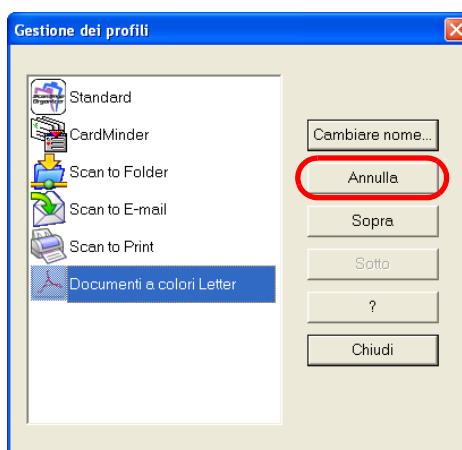 Gestione dei profili
Standard
CardMinder
Scan to Folder
Scan to E-mail
Scan to Print
Documenti a colori Letter
Cambiare nome...
Annulla
Sopra
Sotto
?
Chiudi